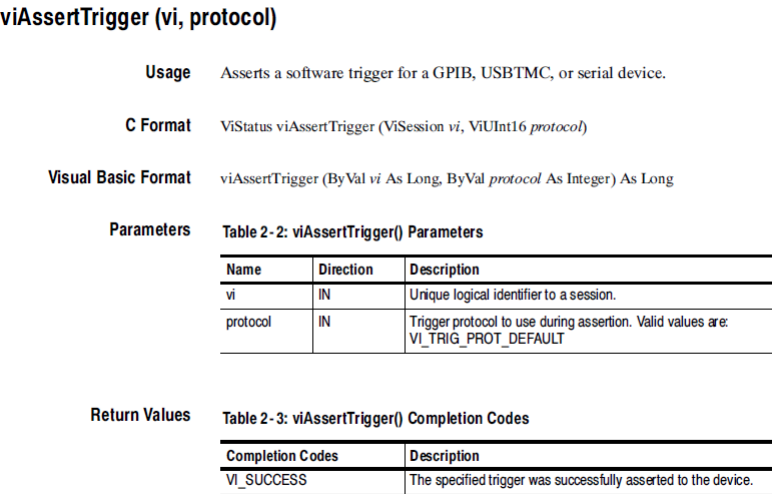 viAssertTrigger (vi, protocol)
Usage Asserts a software trigger for a GPIB, USBTMC, or serial device.
C Format ViStatus viAssertTrigger (ViSession vi, ViUInt16 protocol)
Visual Basic Format viAssertTrigger (ByVal vi As Long, ByVal protocol As Integer) As Long
Parameters Table 2-2: viAssertTrigger() Parameters
Name Direction Description
vi IN Unique logical identifier to a session.
protocol IN Trigger protocol to use during assertion. Valid values are:
VI_TRIG_PROT_DEFAULT
Return Values Table 2-3: viAssertTrigger() Completion Codes
Completion Codes Description
VI_SUCCESS The specified trigger was successfully asserted to the device.